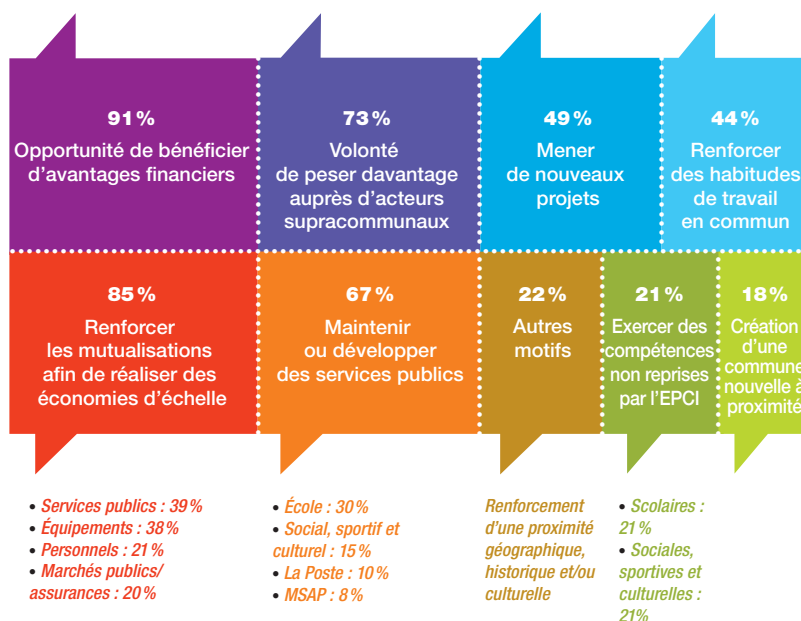 91 %
Opportunité de bénéficier
d'avantages financiers
73 %
Volonté
de peser davantage
auprès d'acteurs
supracommunaux
49 %
Mener
de nouveaux
projets
44 %
Renforcer
des habitudes
de travail
en commun
85 %
Renforcer
les mutualisations
afin de réaliser des
économies d'échelle
67 %
Maintenir
ou développer
des services publics
22 %
Autres
motifs
21 %
Exercer des
compétences
non reprises
par l'EPCI
18 %
Création
d'une
commune
nouvelle à
proximité
• Services publics : 39 %
• Équipements : 38 %
• Personnels : 21 %
• Marchés publics/
assurances : 20 %
• École : 30 %
• Social, sportif et
culturel : 15 %
• La Poste : 10 %
• MSAP : 8 %
Renforcement
d'une proximité
géographique,
historique et/ou
culturelle
• Scolaires :
21 %
• Sociales,
sportives et
culturelles :
21%